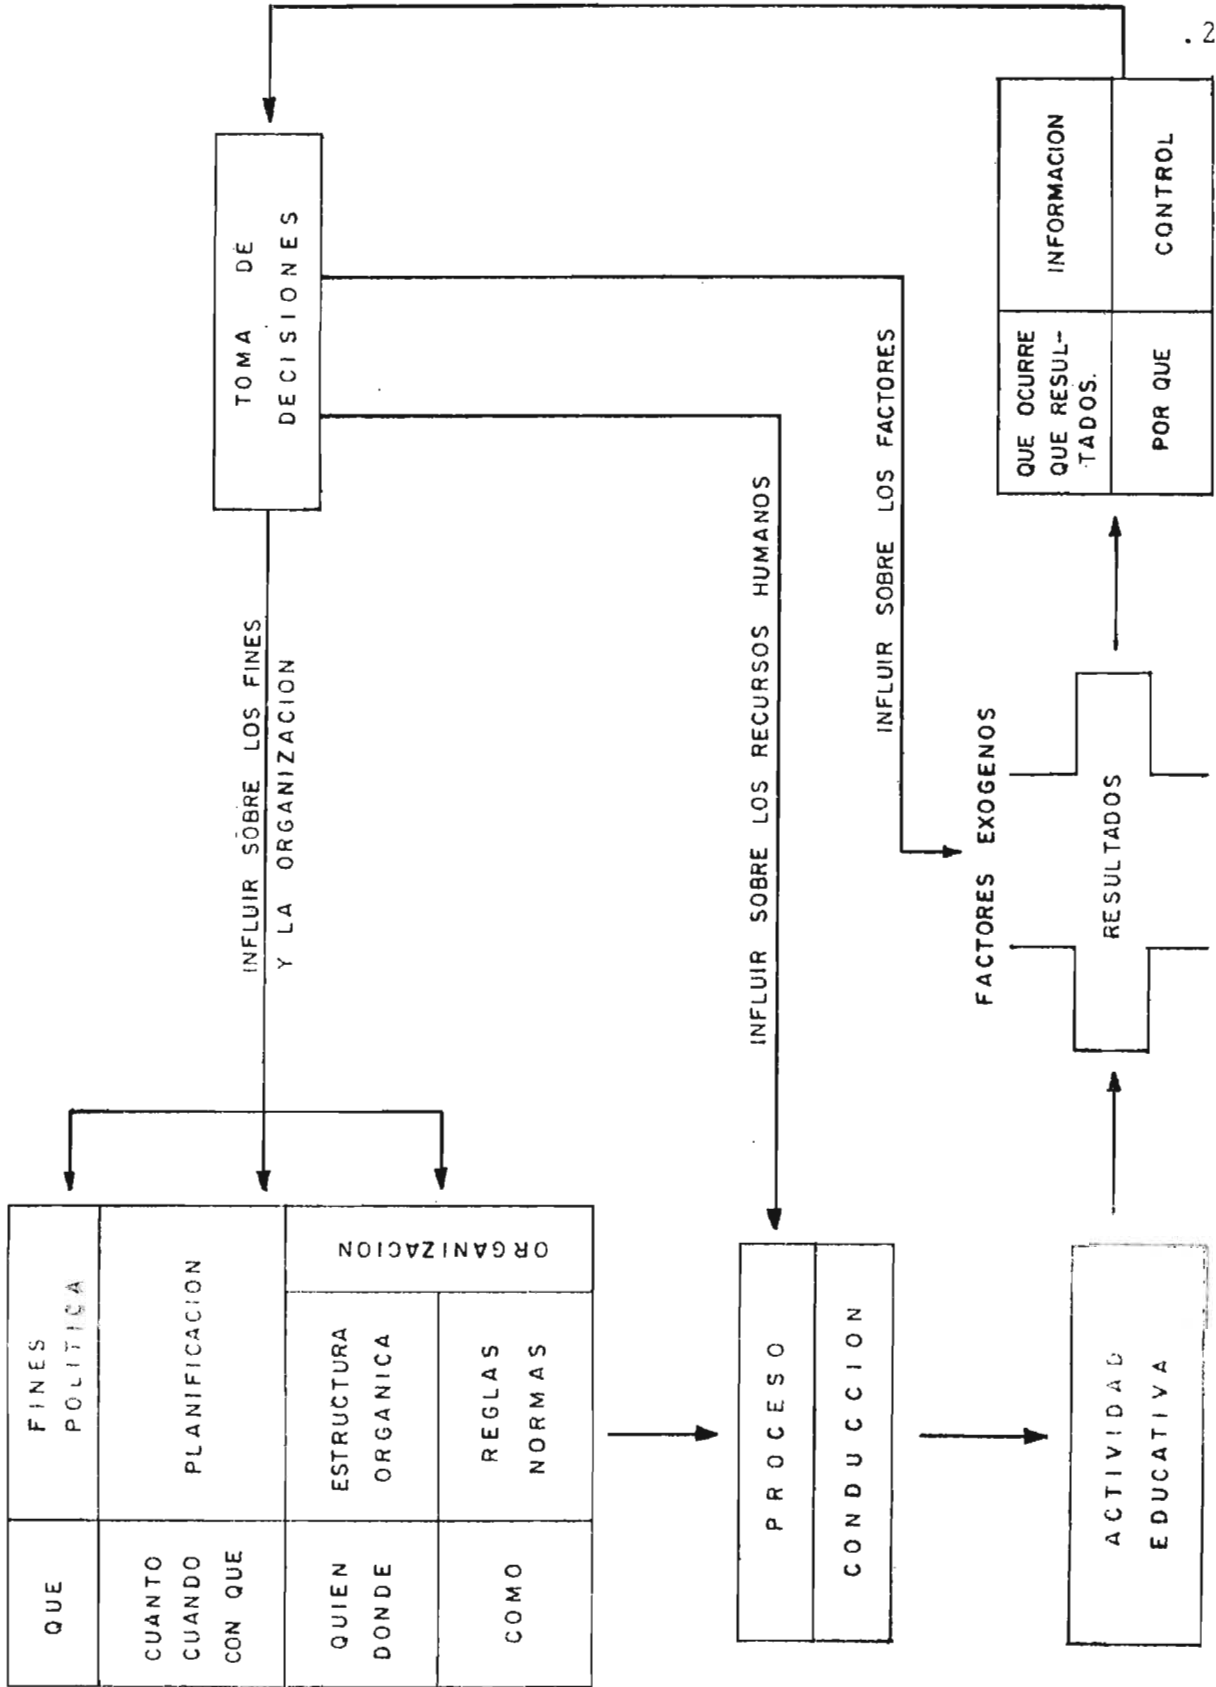 . 2
QUE
FINES
POLITICA
CUANTO
CUANDO
CON QUE
PLANIFICACION
QUIEN
DONDE
ESTRUCTURA
ORGANICA
COMO
REGLAS
NORMAS
ORGANIZACION
INFLUIR SOBRE LOS FINES
Y LA ORGANIZACION
TOMA DE
DECISIONES
INFLUIR SOBRE LOS RECURSOS HUMANOS
INFLUIR SOBRE LOS FACTORES
PROCESO
CONDUCCION
ACTIVIDAD
EDUCATIVA
FACTORES EXOGENOS
RESULTADOS
QUE OCURRE
QUE RESUL-
TADOS.
INFORMACION
POR QUE
CONTROL